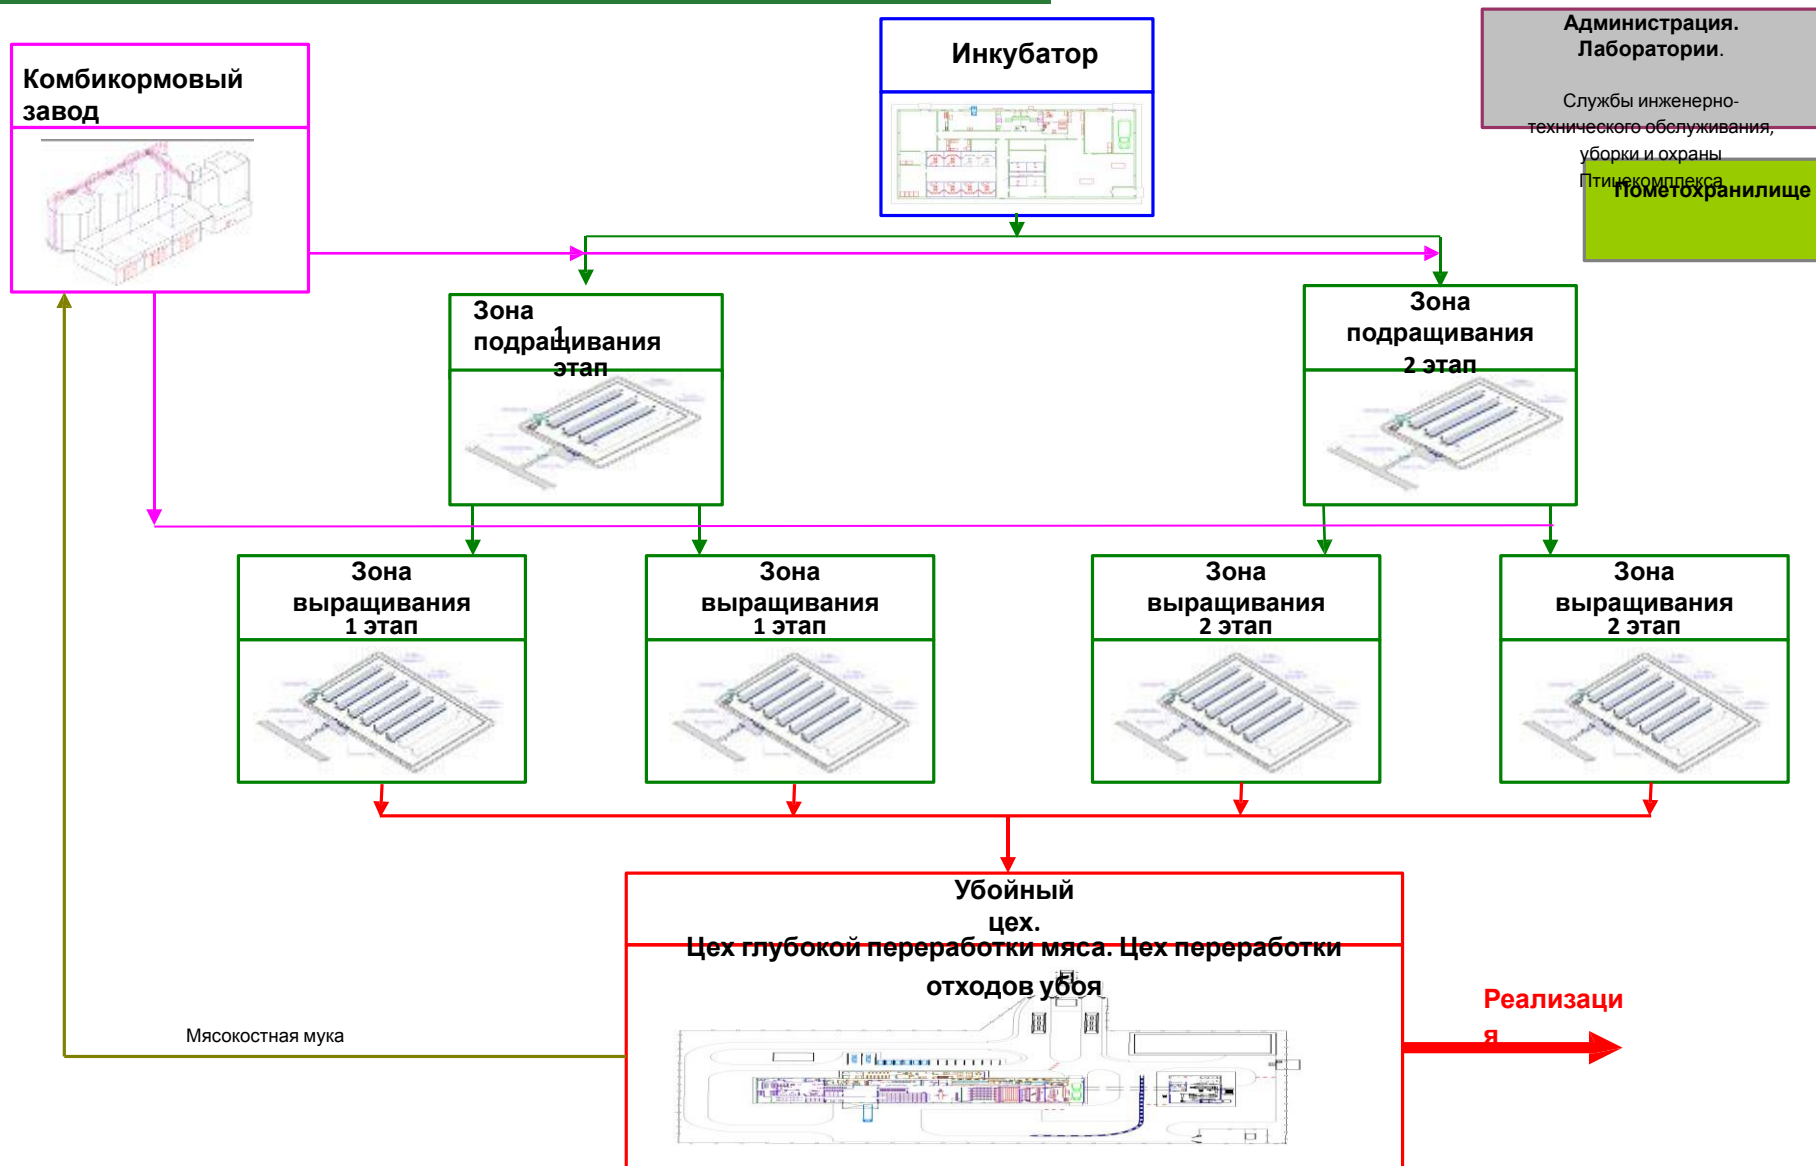 Администрация.
Лаборатории.
Службы инженерно-
технического обслуживания,
уборки и охраны
Птицекомплекса
Пометохранилище
Инкубатор
Комбикормовый
завод
Зона
подращивания
1
этап
Зона
подращивания
2 этап
Зона
выращивания
1 этап
Зона
выращивания
1 этап
Зона
выращивания
2 этап
Зона
выращивания
2 этап
Убойный
цех.
Цех глубокой переработки мяса. Цех переработки
отходов убоя
Реализаци
я
Мясокостная мука